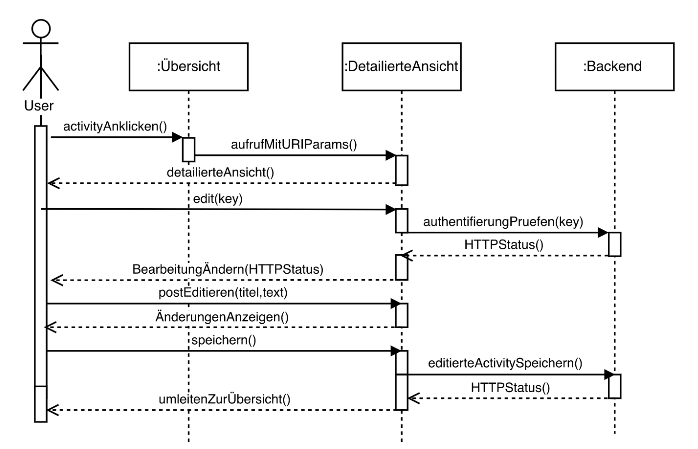 :Übersicht
:DetailierteAnsicht
:Backend
User
activityAnklicken()
aufrufMitURIParams()
detailierteAnsicht()
edit(key)
authentifierungPruefen(key)
HTTPStatus()
BearbeitungÄndern(HTTPStatus)
postEditieren(titel,text)
ÄnderungenAnzeigen()
speichern()
editierteActivitySpeichern()
HTTPStatus()
umleitenZurÜbersicht()